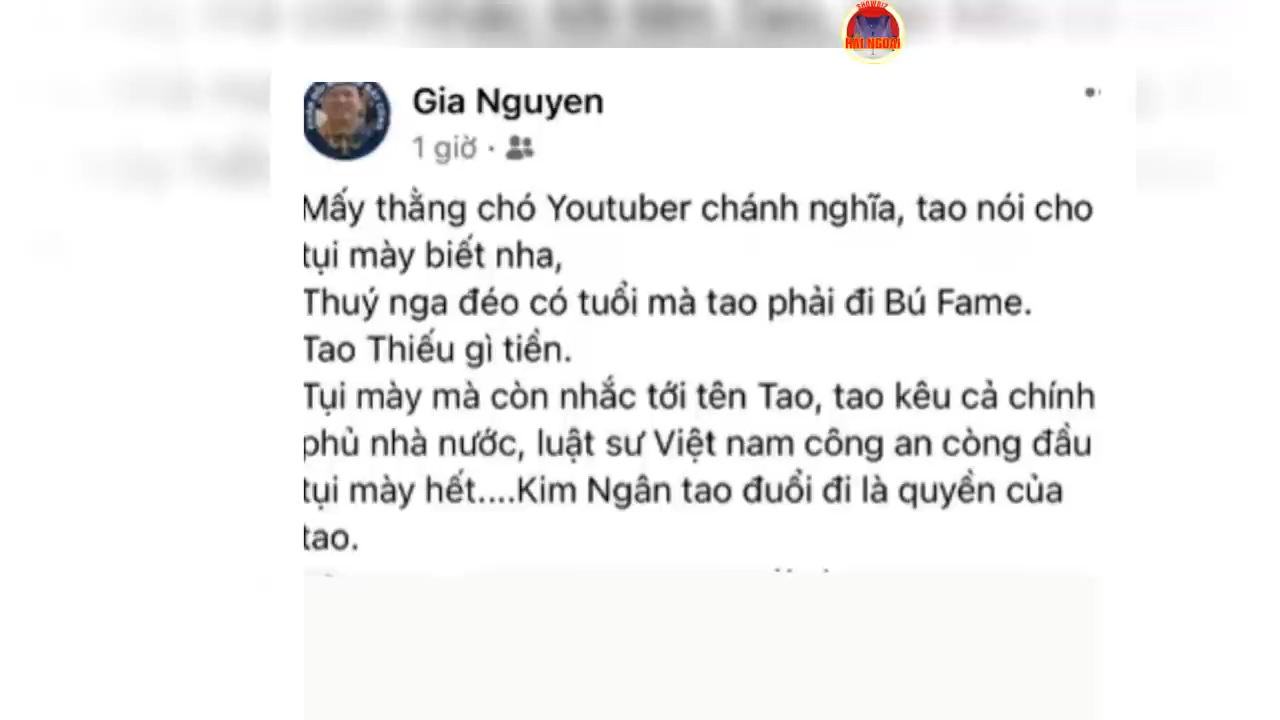 SHOWBIZ
HẢI NGOẠI
Gia Nguyen
1 giờ ·
Mấy thằng chó Youtuber chánh nghĩa, tao nói cho
tụi mày biết nha,
Thuý nga đéo có tuổi mà tao phải đi Bú Fame.
Tao Thiếu gì tiền.
Tụi mày mà còn nhắc tới tên Tao, tao kêu cả chính
phủ nhà nước, luật sư Việt nam công an còng đầu
tụi mày hết....Kim Ngân tao đuổi đi là quyền của
tao.